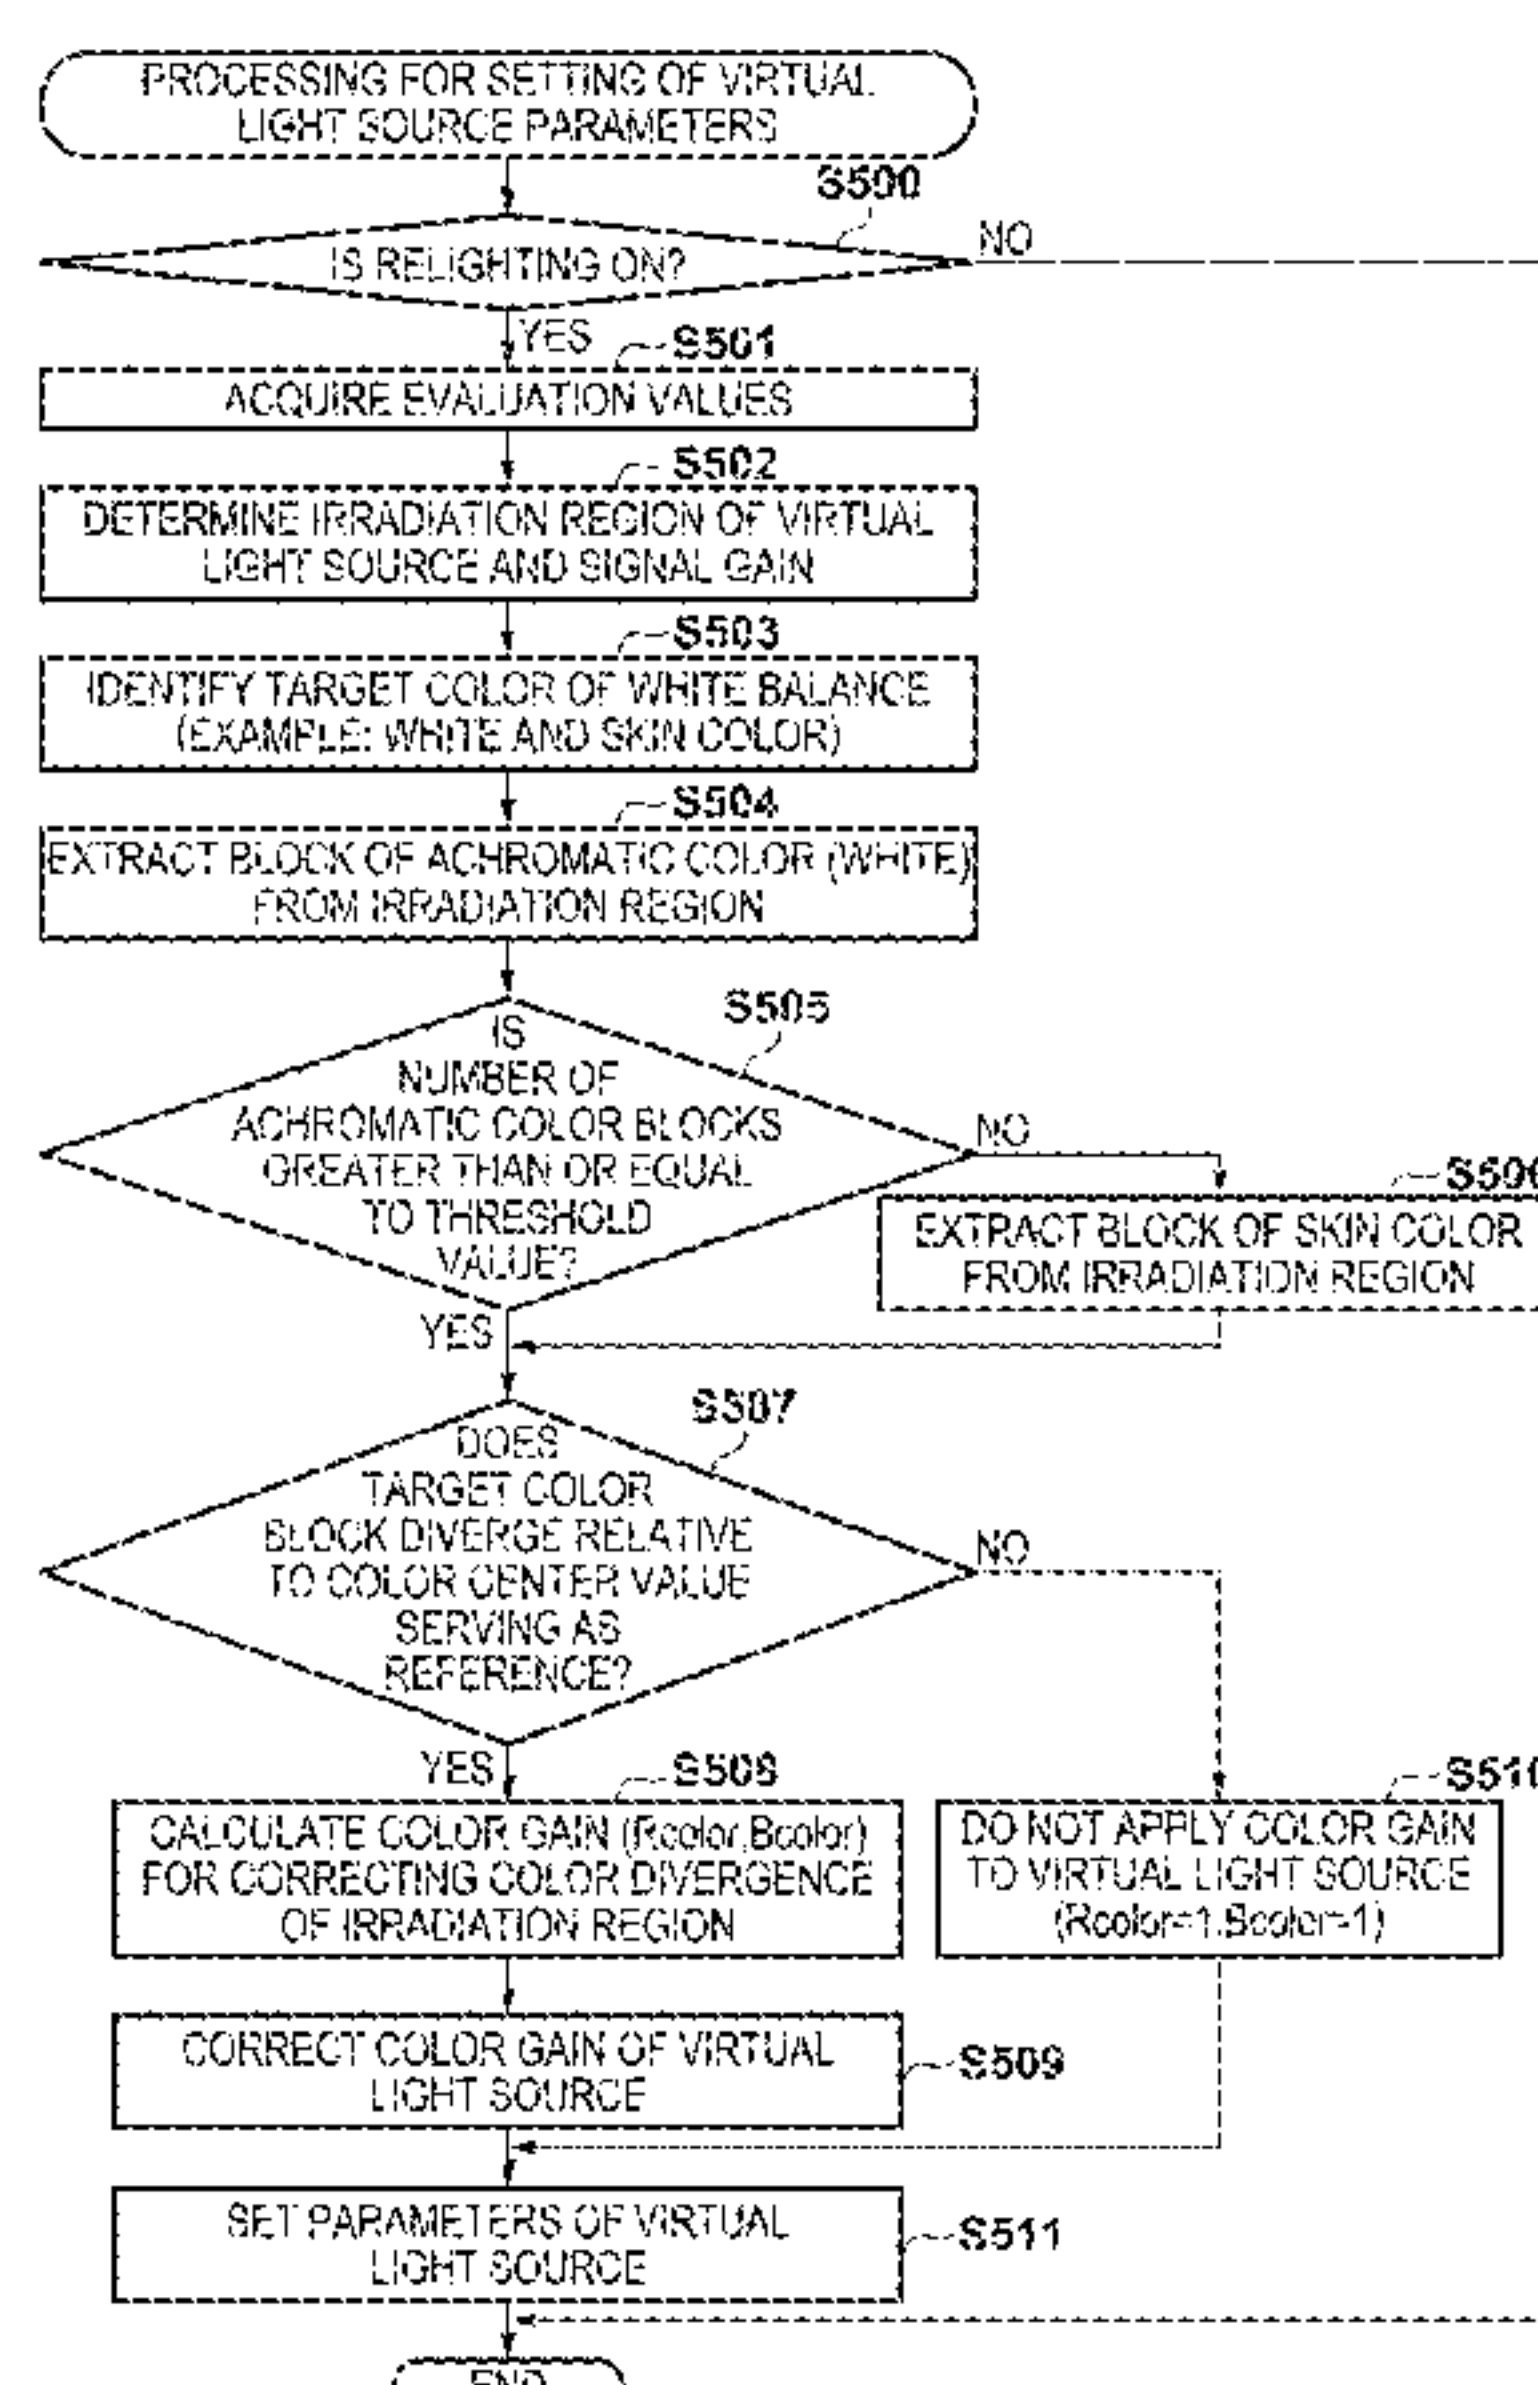 PROCESSING FOR SETTING OF VIRTUAL
LIGHT SOURCE PARAMETERS
S500
IS RELIGHTING ON?
NO
YES
S501
ACQUIRE EVALUATION VALUES
S502
DETERMINE IRRADIATION REGION OF VIRTUAL
LIGHT SOURCE AND SIGNAL GAIN
S503
IDENTIFY TARGET COLOR OF WHITE BALANCE
(EXAMPLE: WHITE AND SKIN COLOR)
S504
EXTRACT BLOCK OF ACHROMATIC COLOR (WHITE)
FROM IRRADIATION REGION
S505
IS
NUMBER OF
ACHROMATIC COLOR BLOCKS
GREATER THAN OR EQUAL
TO THRESHOLD
VALUE?
NO
YES
S506
EXTRACT BLOCK OF SKIN COLOR
FROM IRRADIATION REGION
S507
DOES
TARGET COLOR
BLOCK DIVERGE RELATIVE
TO COLOR CENTER VALUE
SERVING AS
REFERENCE?
NO
YES
S508
CALCULATE COLOR GAIN (Rcolor,Bcolor)
FOR CORRECTING COLOR DIVERGENCE
OF IRRADIATION REGION
S510
DO NOT APPLY COLOR GAIN
TO VIRTUAL LIGHT SOURCE
(Rcolor=1,Bcolor=1)
CORRECT COLOR GAIN OF VIRTUAL
LIGHT SOURCE
S509
SET PARAMETERS OF VIRTUAL
LIGHT SOURCE
S511
END